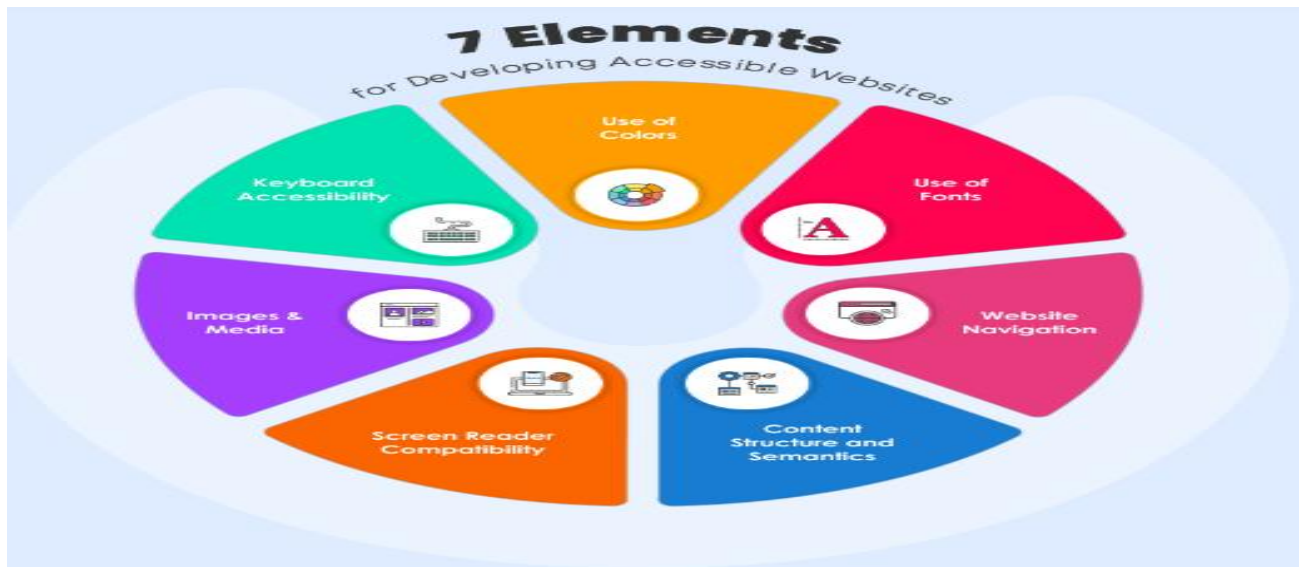 7 Elements
for Developing Accessible Websites
Use of
Colors
Use of
Fonts
Website
Navigation
Content
Structure and
Semantics
Screen Reader
Compatibility
Images &
Media
Keyboard
Accessibility
A